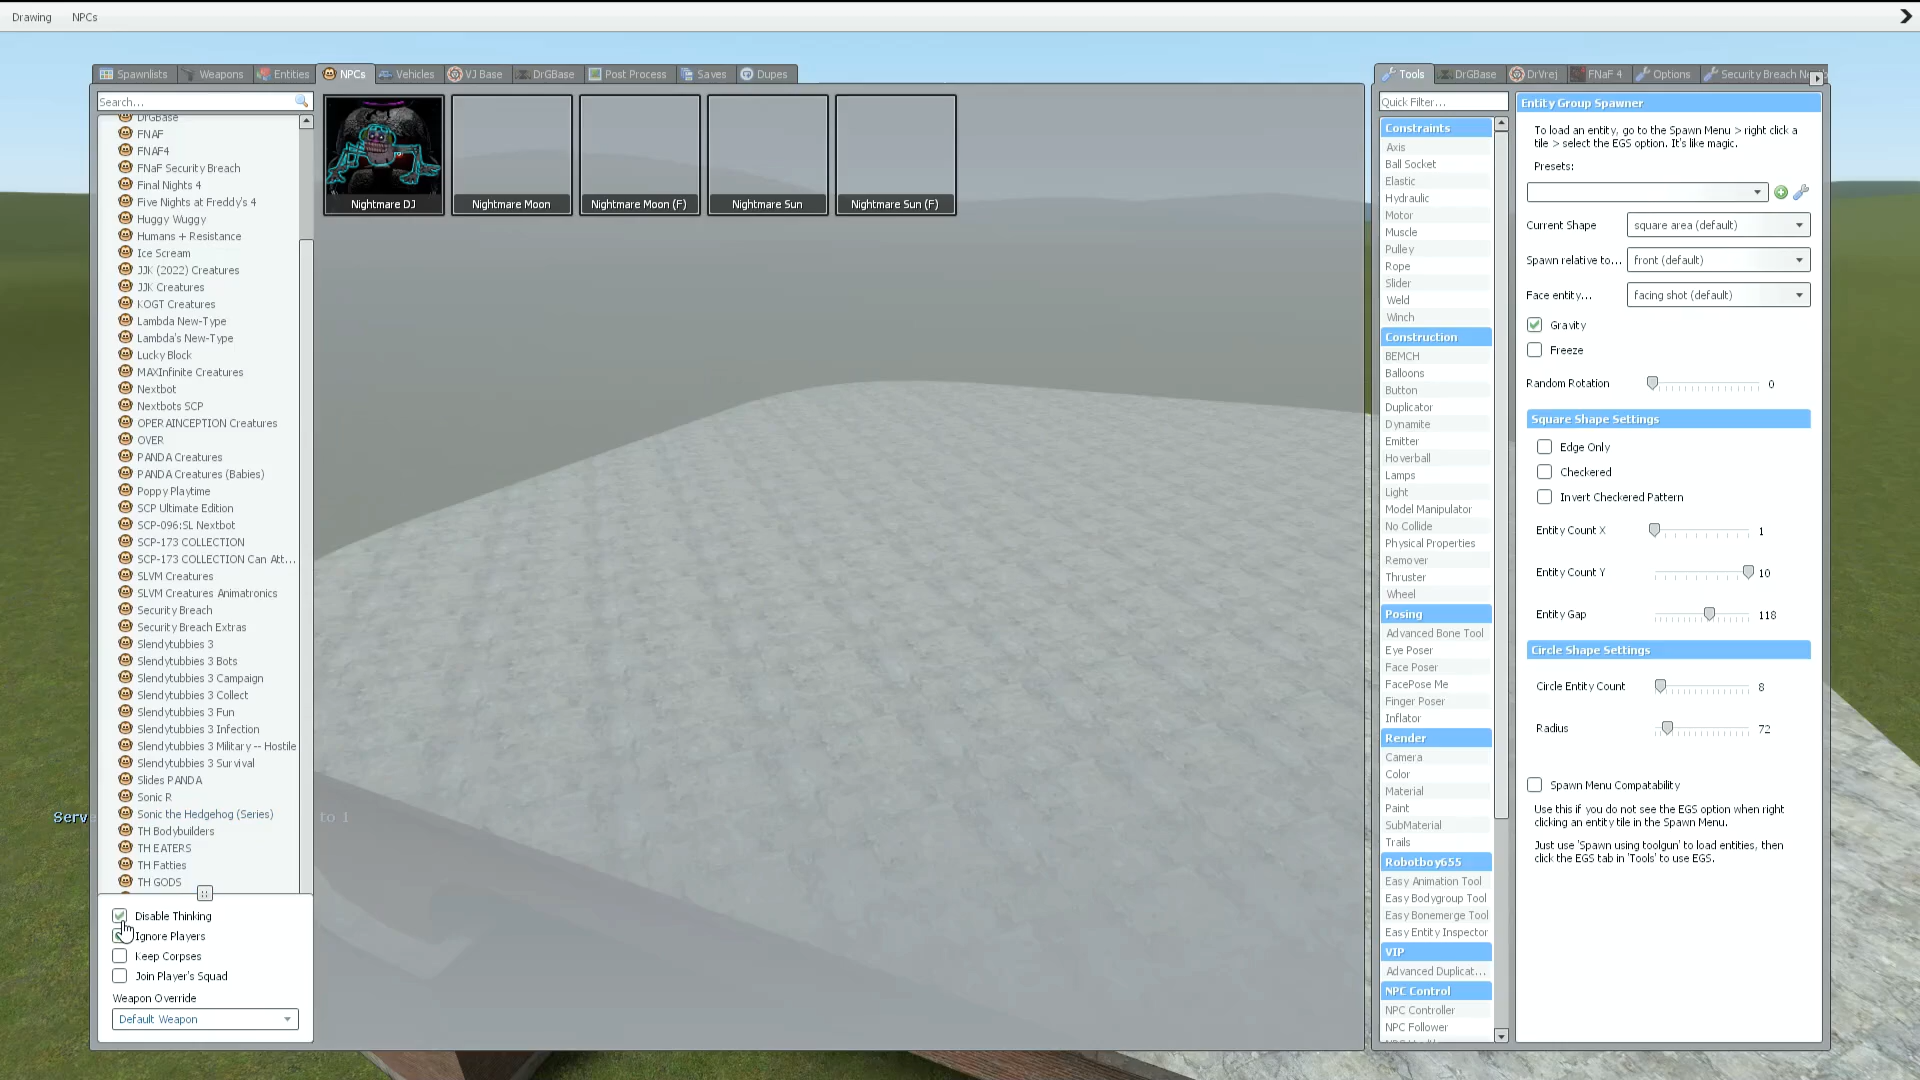 Drawing NPCs
Spawnlists Weapons Entities NPCs Vehicles VJ Base DrGBase Post Process Saves Dupes
Search...
DrGBase
FNAF
FNAF4
FNaF Security Breach
Final Nights 4
Five Nights at Freddy's 4
Huggy Wuggy
Humans + Resistance
Ice Scream
JJK (2022) Creatures
JJK Creatures
KOGT Creatures
Lambda New-Type
Lambda's New-Type
Lucky Block
MAXInfinite Creatures
Nextbot
Nextbots SCP
OPERAINCEPTION Creatures
OVER
PANDA Creatures
PANDA Creatures (Babies)
Poppy Playtime
SCP Ultimate Edition
SCP-096:SL Nextbot
SCP-173 COLLECTION
SCP-173 COLLECTION Can Att...
SLVM Creatures
SLVM Creatures Animatronics
Security Breach
Security Breach Extras
Slendytubbies 3
Slendytubbies 3 Bots
Slendytubbies 3 Campaign
Slendytubbies 3 Collect
Slendytubbies 3 Fun
Slendytubbies 3 Infection
Slendytubbies 3 Military -- Hostile
Slendytubbies 3 Survival
Slides PANDA
Sonic R
Sonic the Hedgehog (Series)
TH Bodybuilders
TH EATERS
TH Fatties
TH GODS
Disable Thinking
Ignore Players
Keep Corpses
Join Player's Squad
Weapon Override
Default Weapon
Serv
to 1
Nightmare DJ
Nightmare Moon
Nightmare Moon (F)
Nightmare Sun
Nightmare Sun (F)
Tools DrGBase DrVrej FNaF 4 Options Security Breach
Quick Filter...
Constraints
Axis
Ball Socket
Elastic
Hydraulic
Motor
Muscle
Pulley
Rope
Slider
Weld
Winch
Construction
BEMCH
Balloons
Button
Duplicator
Dynamite
Emitter
Hoverball
Lamps
Light
Model Manipulator
No Collide
Physical Properties
Remover
Thruster
Wheel
Posing
Advanced Bone Tool
Eye Poser
Face Poser
FacePose Me
Finger Poser
Inflator
Render
Camera
Color
Material
Paint
SubMaterial
Trails
Robotboy655
Easy Animation Tool
Easy Bodygroup Tool
Easy Bonemerge Tool
Easy Entity Inspector
VIP
Advanced Duplicat...
NPC Control
NPC Controller
NPC Follower
Entity Group Spawner
To load an entity, go to the Spawn Menu > right click a
tile > select the EGS option. It's like magic.
Presets:
Current Shape square area (default)
Spawn relative to... front (default)
Face entity... facing shot (default)
Gravity
Freeze
Random Rotation 0
Square Shape Settings
Edge Only
Checkered
Invert Checkered Pattern
Entity Count X 1
Entity Count Y 10
Entity Gap 118
Circle Shape Settings
Circle Entity Count 8
Radius 72
Spawn Menu Compatability
Use this if you do not see the EGS option when right
clicking an entity tile in the Spawn Menu.
Just use 'Spawn using toolgun' to load entities, then
click the EGS tab in 'Tools' to use EGS.